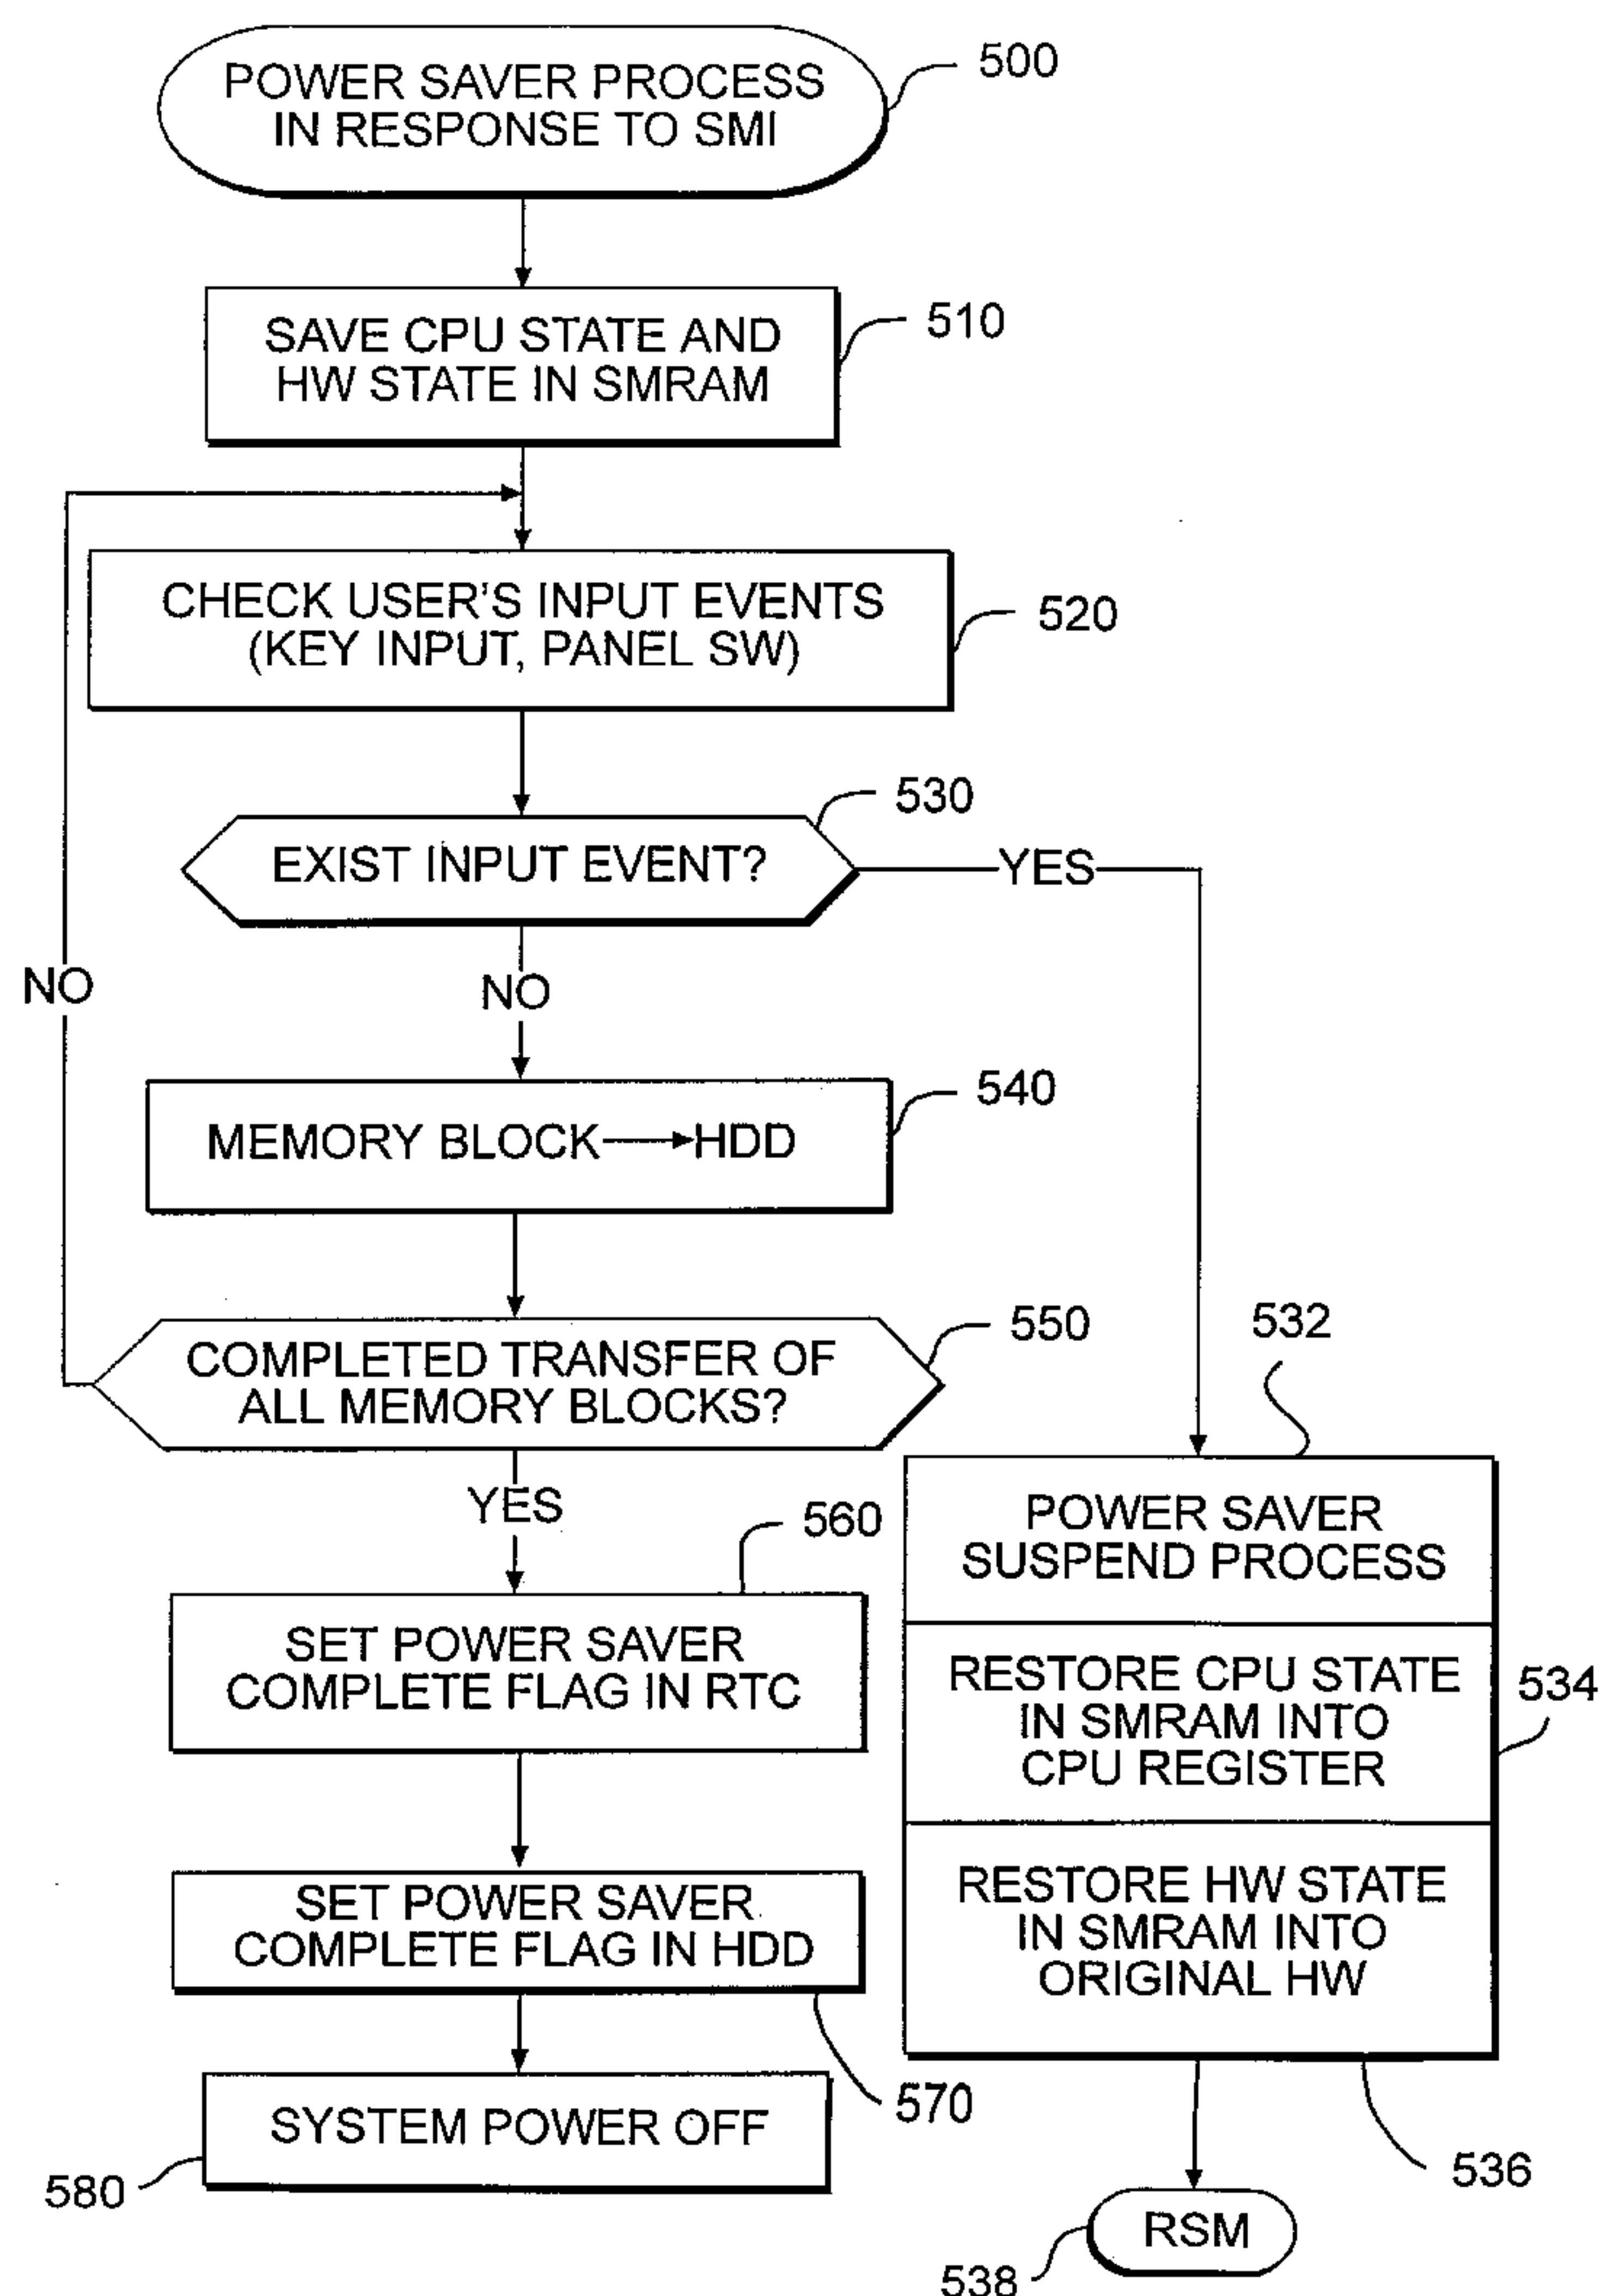 POWER SAVER PROCESS
IN RESPONSE TO SMI
500
SAVE CPU STATE AND
HW STATE IN SMRAM
510
CHECK USER'S INPUT EVENTS
(KEY INPUT, PANEL SW)
520
EXIST INPUT EVENT?
530
YES
NO
NO
MEMORY BLOCK→HDD
540
COMPLETED TRANSFER OF
ALL MEMORY BLOCKS?
550
YES
SET POWER SAVER
COMPLETE FLAG IN RTC
560
SET POWER SAVER
COMPLETE FLAG IN HDD
570
SYSTEM POWER OFF
580
532
POWER SAVER
SUSPEND PROCESS
RESTORE CPU STATE
IN SMRAM INTO
CPU REGISTER
534
RESTORE HW STATE
IN SMRAM INTO
ORIGINAL HW
536
RSM
538